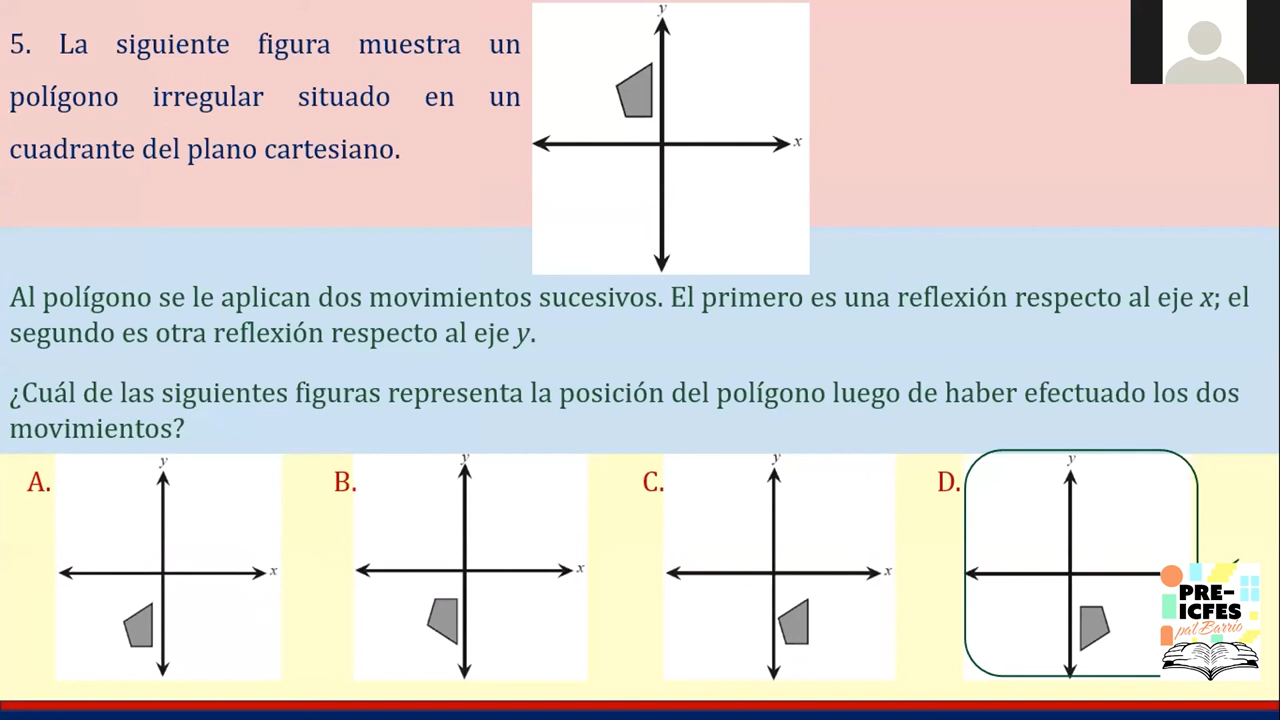 5. La siguiente figura muestra un
polígono irregular situado en un
cuadrante del plano cartesiano.
y
x
Al polígono se le aplican dos movimientos sucesivos. El primero es una reflexión respecto al eje x; el
segundo es otra reflexión respecto al eje y.
¿Cuál de las siguientes figuras representa la posición del polígono luego de haber efectuado los dos
movimientos?
A.
y
x
B.
y
x
C.
y
x
D.
y
PRE-
ICFES
pa'l Barrio